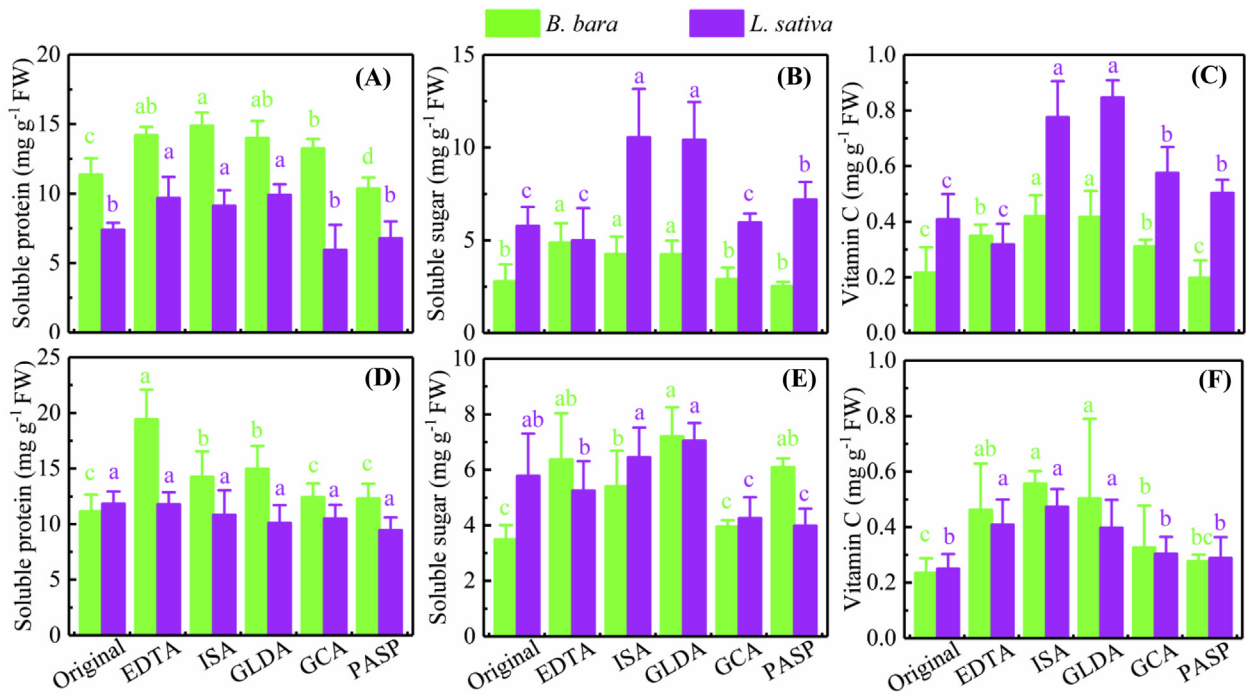 B. bara L. sativa
(A)
Soluble protein (mg g-1 FW)
20
15
10
5
0
c b ab a a a ab a b b d b
(B)
Soluble sugar (mg g-1 FW)
15
10
5
0
b c a c a a a a b c b b
(C)
Vitamin C (mg g-1 FW)
1.0
0.8
0.6
0.4
0.2
0.0
c c b c a a a a b b c b
(D)
Soluble protein (mg g-1 FW)
25
20
15
10
5
0
c a a a b a b a c a c a
Original EDTA ISA GLDA GCA PASP
(E)
Soluble sugar (mg g-1 FW)
10
8
6
4
2
0
c ab ab b b a a a c c ab c
Original EDTA ISA GLDA GCA PASP
(F)
Vitamin C (mg g-1 FW)
1.0
0.8
0.6
0.4
0.2
0.0
c b ab a a a a a b b bc b
Original EDTA ISA GLDA GCA PASP